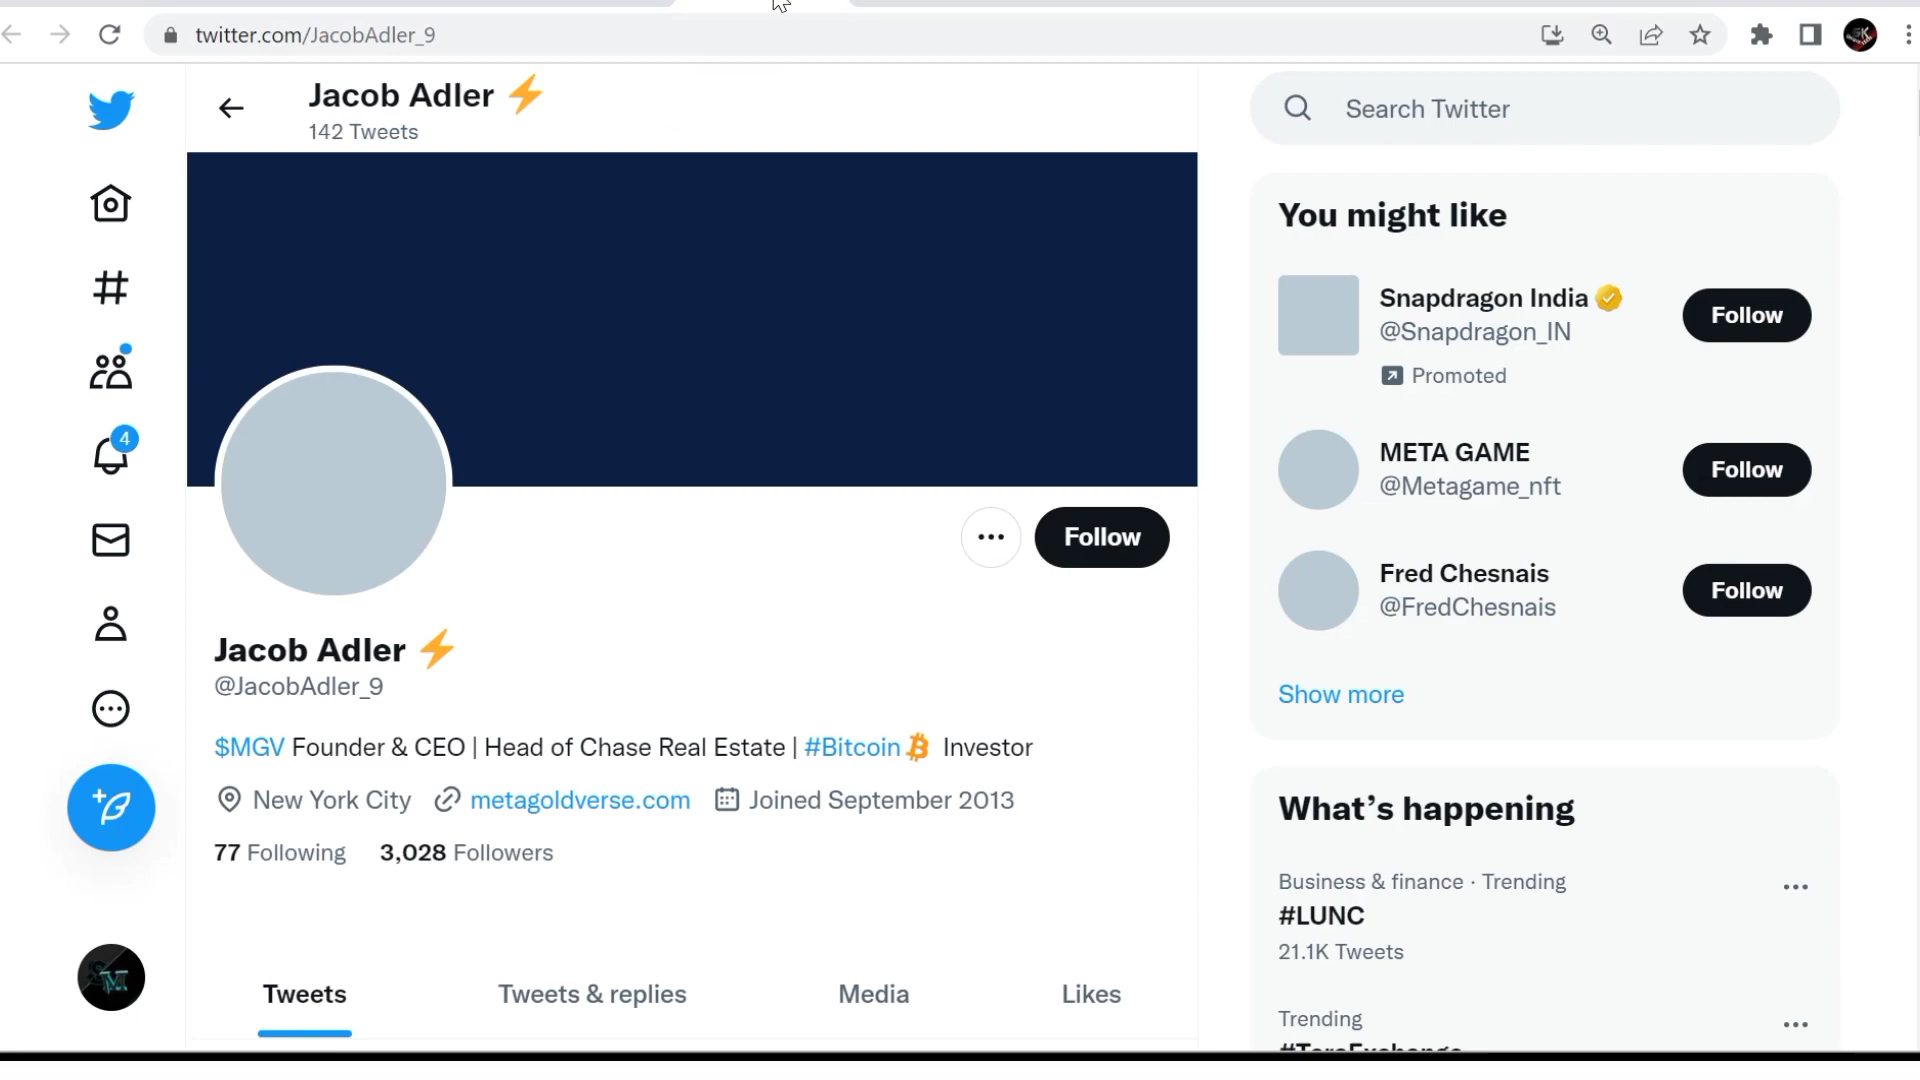 twitter.com/JacobAdler_9
Jacob Adler ⚡
142 Tweets
Search Twitter
You might like
Snapdragon India
@Snapdragon_IN
Promoted
Follow
META GAME
@Metagame_nft
Follow
Fred Chesnais
@FredChesnais
Follow
Show more
4
Follow
Jacob Adler ⚡
@JacobAdler_9
$MGV Founder & CEO | Head of Chase Real Estate | #Bitcoin Investor
New York City metagoldverse.com Joined September 2013
77 Following 3,028 Followers
Tweets Tweets & replies Media Likes
What's happening
Business & finance · Trending
#LUNC
21.1K Tweets
Trending